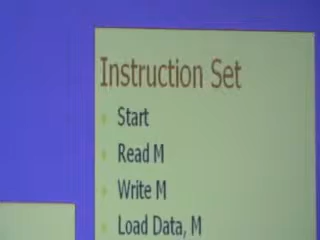 Instruction Set
Start
Read M
Write M
Load Data, M